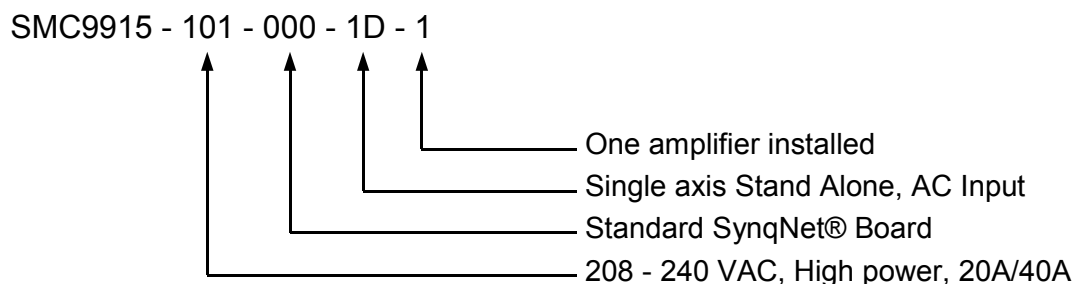 SMC9915 - 101 - 000 - 1D - 1
One amplifier installed
Single axis Stand Alone, AC Input
Standard SynqNet® Board
208 - 240 VAC, High power, 20A/40A